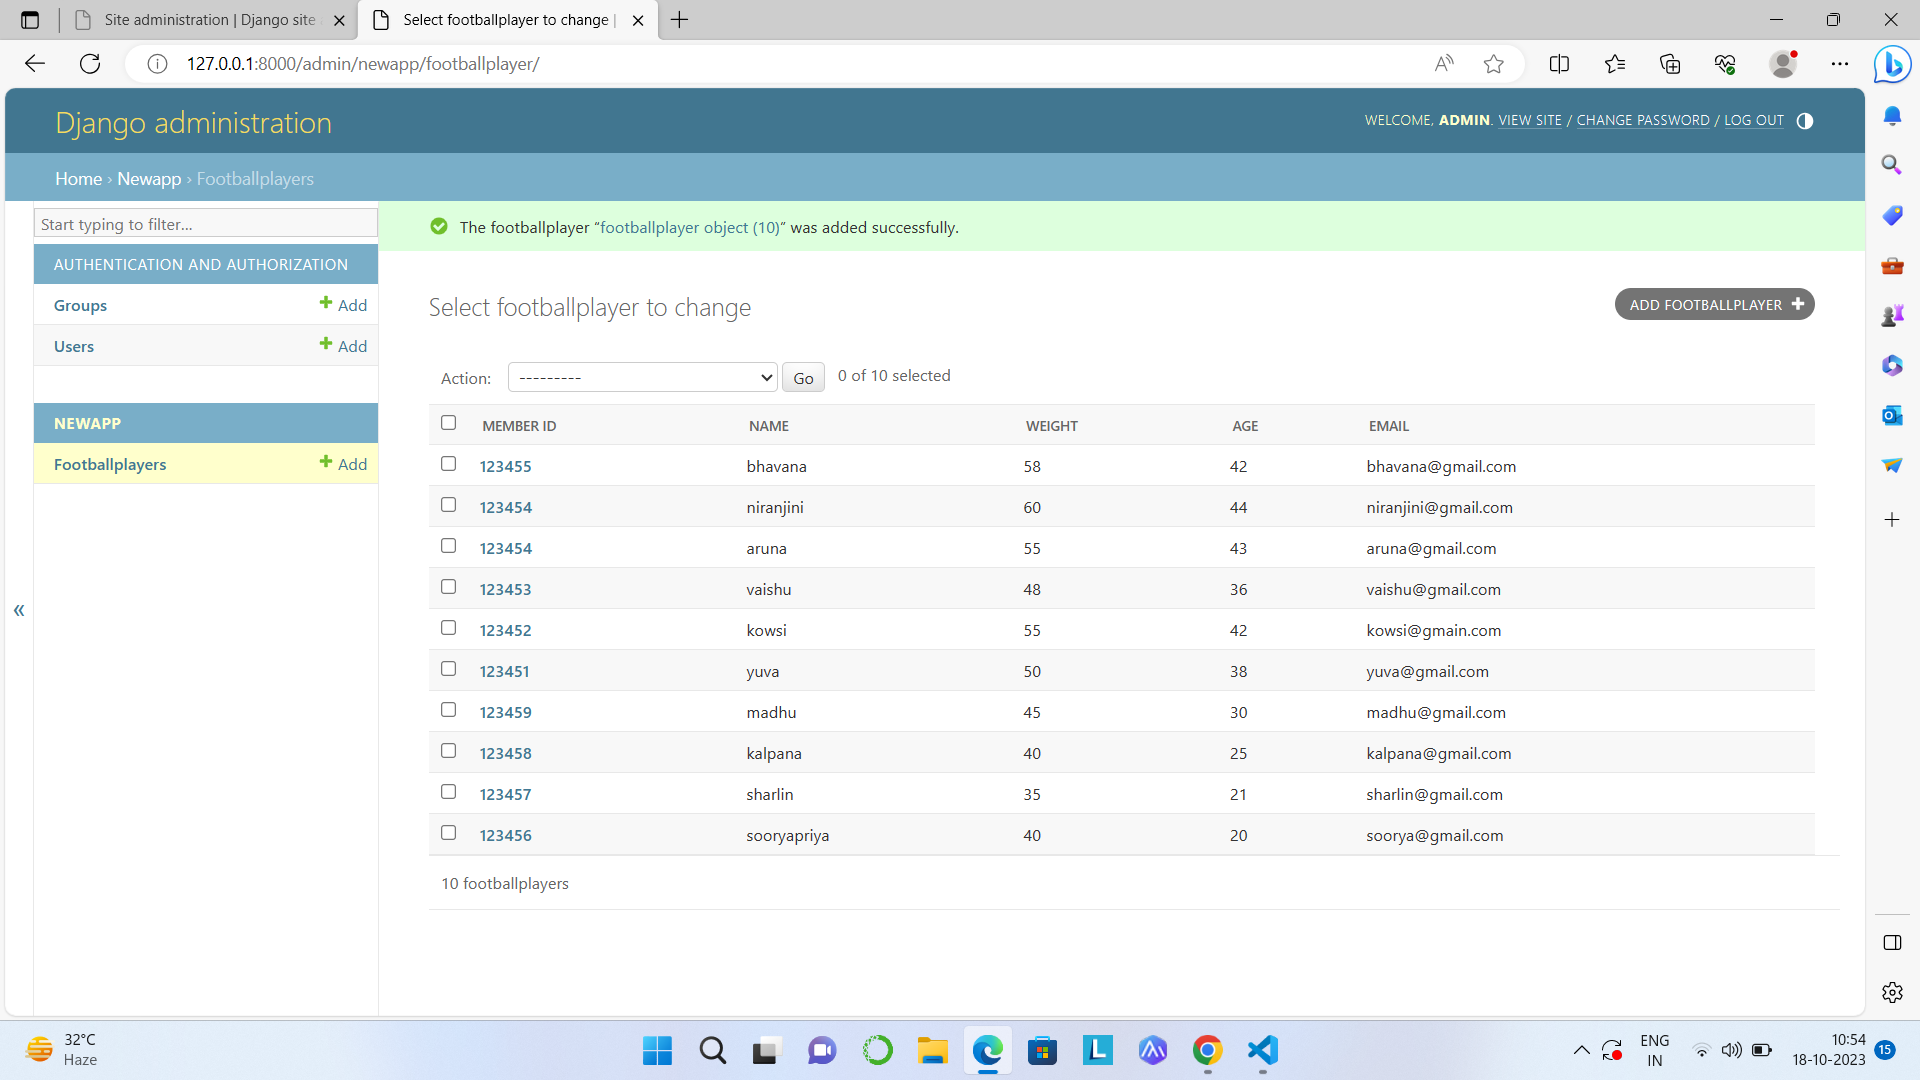 Site administration | Django site
Select footballplayer to change |
127.0.0.1:8000/admin/newapp/footballplayer/
Django administration
WELCOME, ADMIN. VIEW SITE / CHANGE PASSWORD / LOG OUT
Home › Newapp › Footballplayers
Start typing to filter...
AUTHENTICATION AND AUTHORIZATION
Groups Add
Users Add
NEWAPP
Footballplayers Add
«
The footballplayer “footballplayer object (10)” was added successfully.
Select footballplayer to change
ADD FOOTBALLPLAYER +
Action: --------- Go 0 of 10 selected
MEMBER ID NAME WEIGHT AGE EMAIL
123455 bhavana 58 42 bhavana@gmail.com
123454 niranjini 60 44 niranjini@gmail.com
123454 aruna 55 43 aruna@gmail.com
123453 vaishu 48 36 vaishu@gmail.com
123452 kowsi 55 42 kowsi@gmain.com
123451 yuva 50 38 yuva@gmail.com
123459 madhu 45 30 madhu@gmail.com
123458 kalpana 40 25 kalpana@gmail.com
123457 sharlin 35 21 sharlin@gmail.com
123456 sooryapriya 40 20 soorya@gmail.com
10 footballplayers
32°C
Haze
ENG
IN
10:54
18-10-2023
15